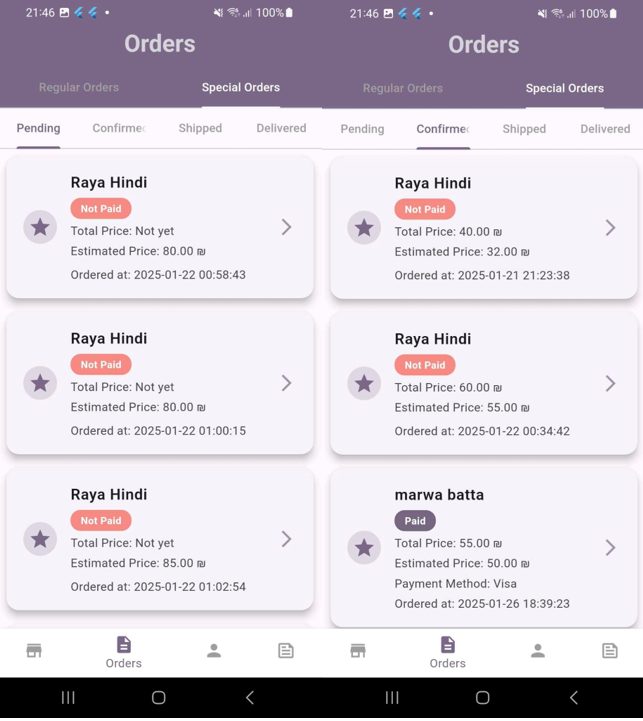 21:46
100%
Orders
Regular Orders
Special Orders
Pending
Confirmed
Shipped
Delivered
Raya Hindi
Not Paid
Total Price: Not yet
Estimated Price: 80.00 ₪
Ordered at: 2025-01-22 00:58:43
Raya Hindi
Not Paid
Total Price: Not yet
Estimated Price: 80.00 ₪
Ordered at: 2025-01-22 01:00:15
Raya Hindi
Not Paid
Total Price: Not yet
Estimated Price: 85.00 ₪
Ordered at: 2025-01-22 01:02:54
Orders
21:46
100%
Orders
Regular Orders
Special Orders
Pending
Confirmed
Shipped
Delivered
Raya Hindi
Not Paid
Total Price: 40.00 ₪
Estimated Price: 32.00 ₪
Ordered at: 2025-01-21 21:23:38
Raya Hindi
Not Paid
Total Price: 60.00 ₪
Estimated Price: 55.00 ₪
Ordered at: 2025-01-22 00:34:42
marwa batta
Paid
Total Price: 55.00 ₪
Estimated Price: 50.00 ₪
Payment Method: Visa
Ordered at: 2025-01-26 18:39:23
Orders